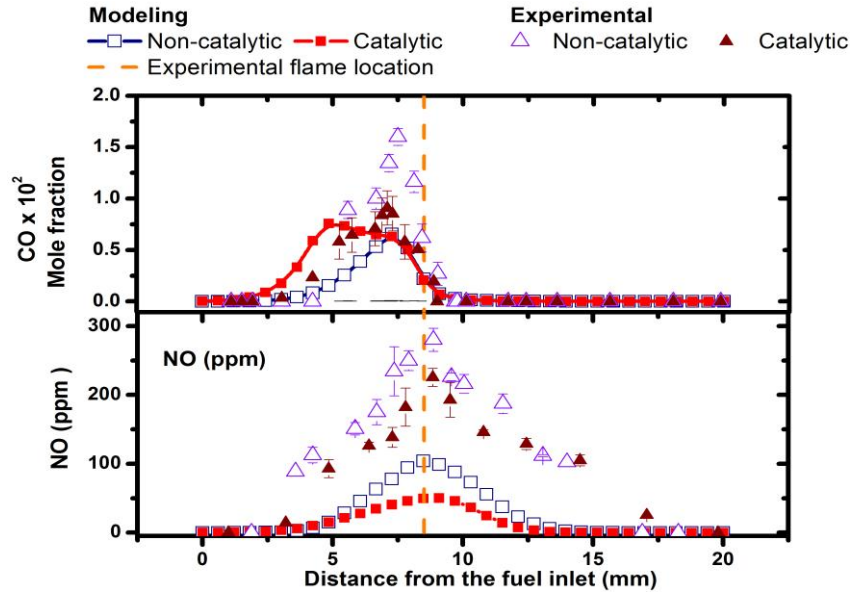 Modeling Experimental
Non-catalytic Catalytic Non-catalytic Catalytic
Experimental flame location
2.0
1.5
1.0
0.5
0.0
CO x 10²
Mole fraction
300
200
100
0
NO (ppm)
NO (ppm )
0 5 10 15 20
Distance from the fuel inlet (mm)